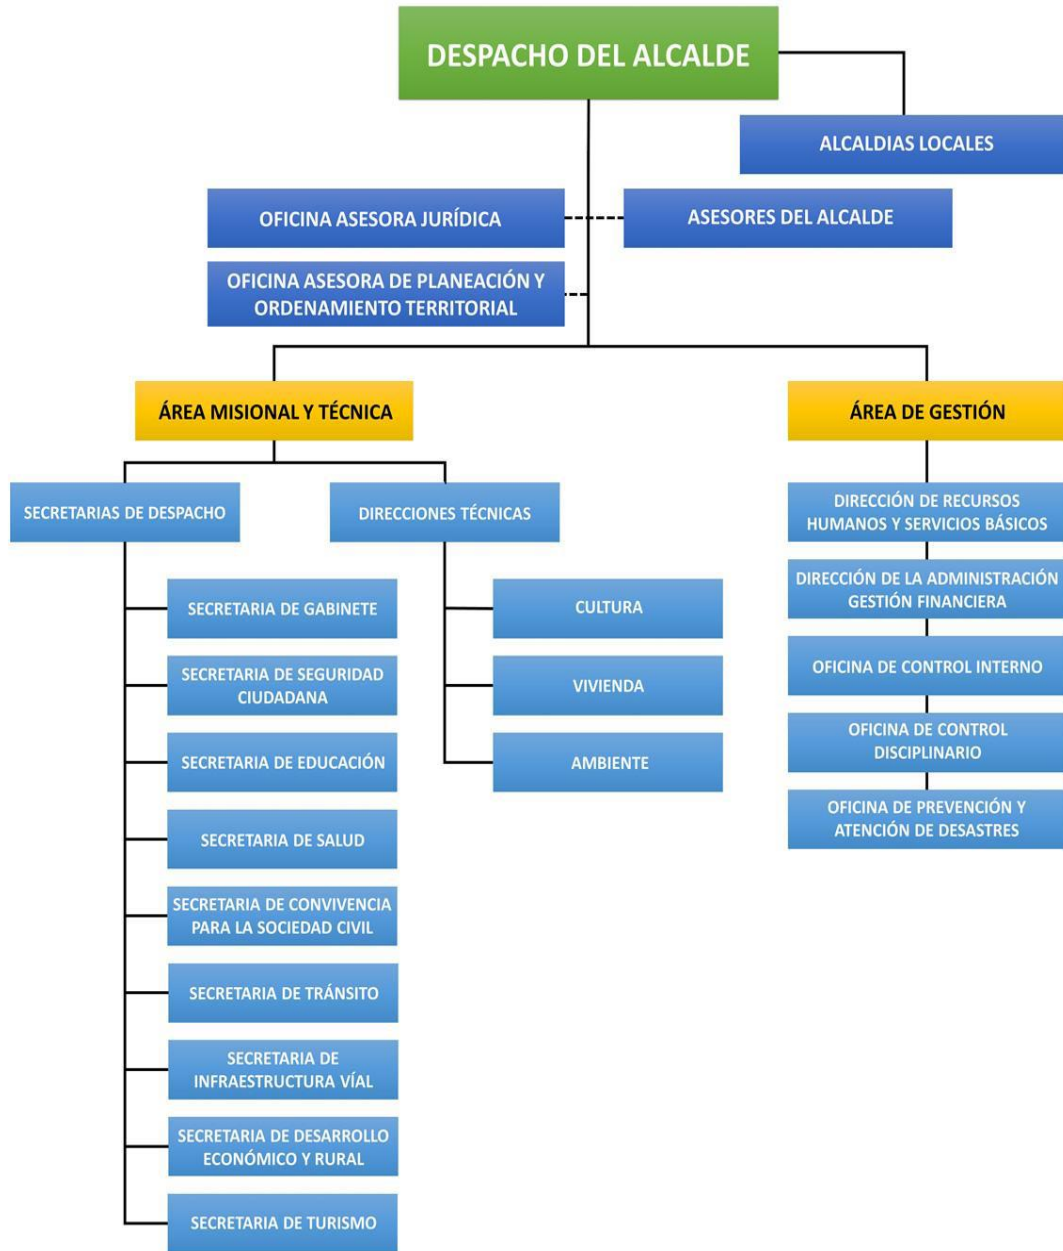 DESPACHO DEL ALCALDE
ALCALDIAS LOCALES
OFICINA ASESORA JURÍDICA
ASESORES DEL ALCALDE
OFICINA ASESORA DE PLANEACIÓN Y
ORDENAMIENTO TERRITORIAL
ÁREA MISIONAL Y TÉCNICA
ÁREA DE GESTIÓN
SECRETARIAS DE DESPACHO
SECRETARIA DE GABINETE
SECRETARIA DE SEGURIDAD
CIUDADANA
SECRETARIA DE EDUCACIÓN
SECRETARIA DE SALUD
SECRETARIA DE CONVIVENCIA
PARA LA SOCIEDAD CIVIL
SECRETARIA DE TRÁNSITO
SECRETARIA DE
INFRAESTRUCTURA VÍAL
SECRETARIA DE DESARROLLO
ECONÓMICO Y RURAL
SECRETARIA DE TURISMO
DIRECCIONES TÉCNICAS
CULTURA
VIVIENDA
AMBIENTE
DIRECCIÓN DE RECURSOS
HUMANOS Y SERVICIOS BÁSICOS
DIRECCIÓN DE LA ADMINISTRACIÓN
GESTIÓN FINANCIERA
OFICINA DE CONTROL INTERNO
OFICINA DE CONTROL
DISCIPLINARIO
OFICINA DE PREVENCIÓN Y
ATENCIÓN DE DESASTRES